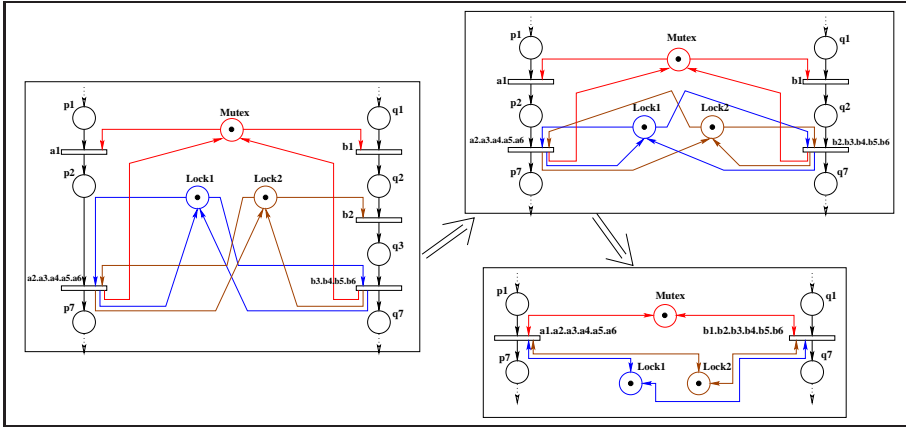 p1
q1
Mutex
a1
b1
p2
q2
Lock1
Lock2
b2
q3
a2.a3.a4.a5.a6
b3.b4.b5.b6
p7
q7
p1
q1
Mutex
a1
b1
p2
q2
Lock1
Lock2
a2.a3.a4.a5.a6
b2.b3.b4.b5.b6
p7
q7
p1
q1
Mutex
a1.a2.a3.a4.a5.a6
b1.b2.b3.b4.b5.b6
p7
q7
Lock1
Lock2